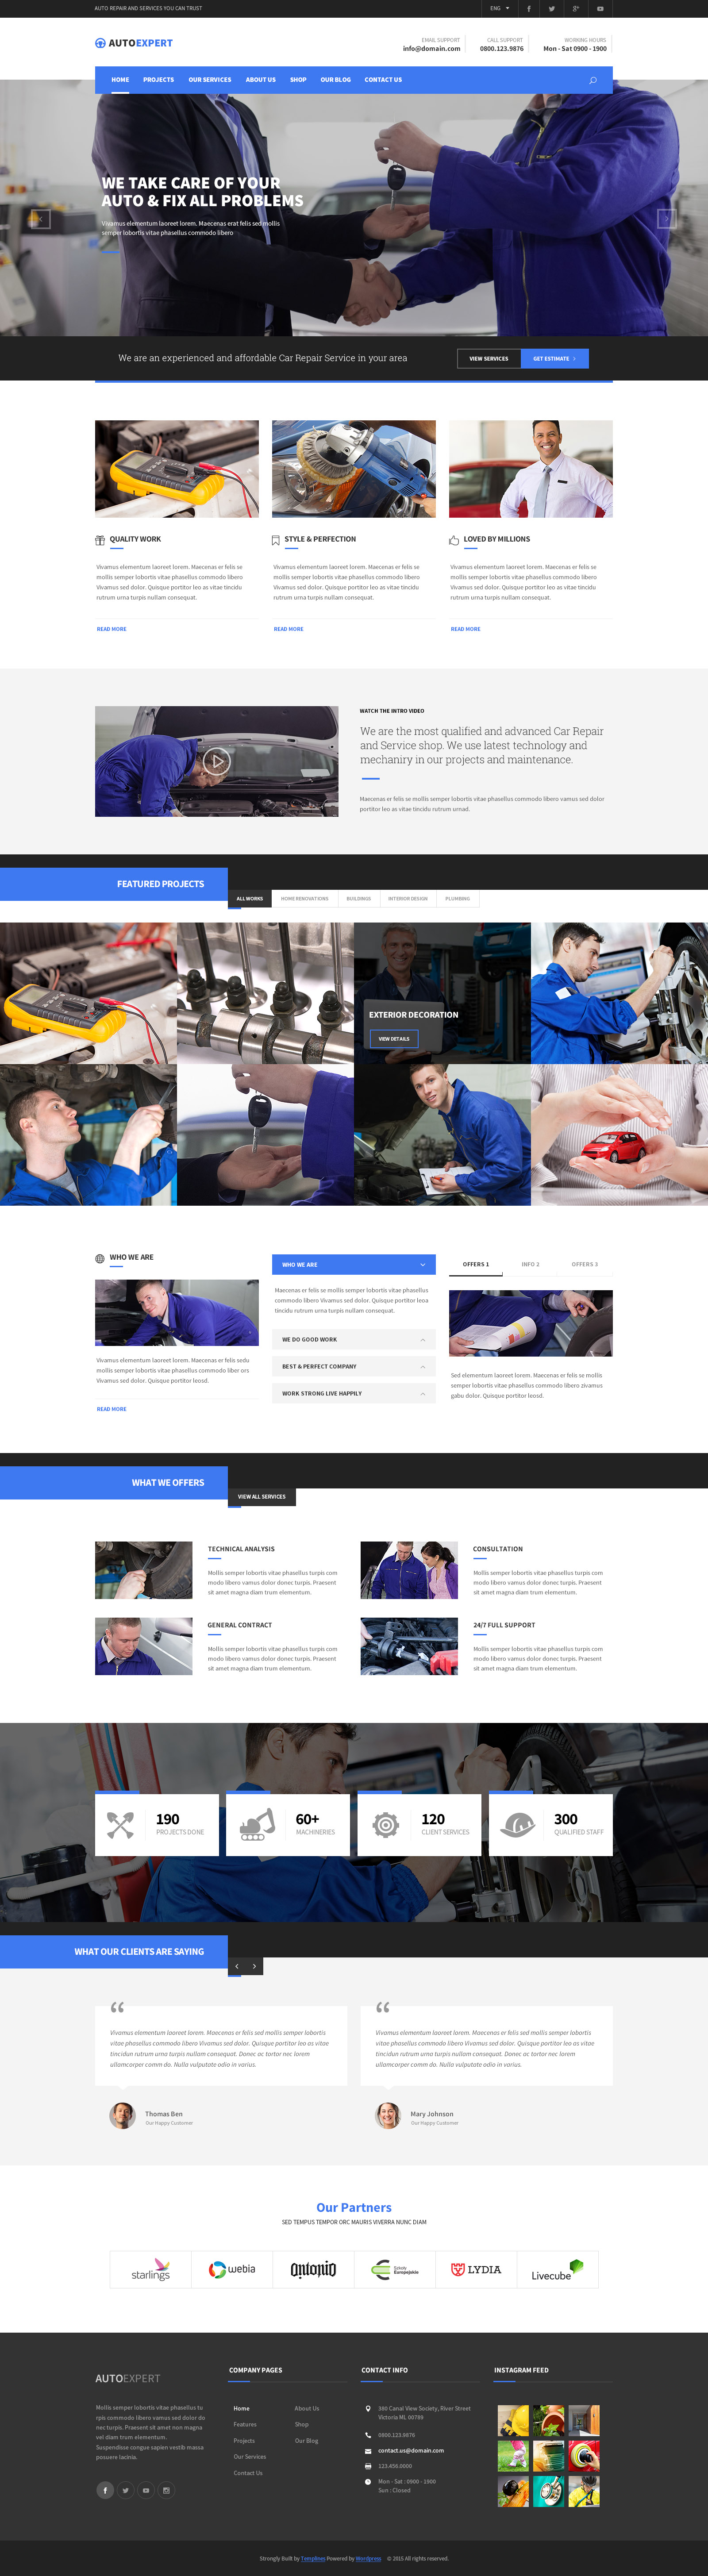 AUTO REPAIR AND SERVICES YOU CAN TRUST
ENG
AUTOEXPERT
EMAIL SUPPORT
info@domain.com
CALL SUPPORT
0800.123.9876
WORKING HOURS
Mon - Sat 0900 - 1900
HOME PROJECTS OUR SERVICES ABOUT US SHOP OUR BLOG CONTACT US
WE TAKE CARE OF YOUR
AUTO & FIX ALL PROBLEMS
Vivamus elementum laoreet lorem. Maecenas erat felis sed mollis
semper lobortis vitae phasellus commodo libero
We are an experienced and affordable Car Repair Service in your area
VIEW SERVICES
GET ESTIMATE
QUALITY WORK
Vivamus elementum laoreet lorem. Maecenas er felis se
mollis semper lobortis vitae phasellus commodo libero
Vivamus sed dolor. Quisque portitor leo as vitae tincidu
rutrum urna turpis nullam consequat.
READ MORE
STYLE & PERFECTION
Vivamus elementum laoreet lorem. Maecenas er felis se
mollis semper lobortis vitae phasellus commodo libero
Vivamus sed dolor. Quisque portitor leo as vitae tincidu
rutrum urna turpis nullam consequat.
READ MORE
LOVED BY MILLIONS
Vivamus elementum laoreet lorem. Maecenas er felis se
mollis semper lobortis vitae phasellus commodo libero
Vivamus sed dolor. Quisque portitor leo as vitae tincidu
rutrum urna turpis nullam consequat.
READ MORE
WATCH THE INTRO VIDEO
We are the most qualified and advanced Car Repair
and Service shop. We use latest technology and
mechaniry in our projects and maintenance.
Maecenas er felis se mollis semper lobortis vitae phasellus commodo libero vamus sed dolor
portitor leo as vitae tincidu rutrum urnad.
FEATURED PROJECTS
ALL WORKS HOME RENOVATIONS BUILDINGS INTERIOR DESIGN PLUMBING
EXTERIOR DECORATION
VIEW DETAILS
WHO WE ARE
Vivamus elementum laoreet lorem. Maecenas er felis sedu
mollis semper lobortis vitae phasellus commodo liber ors
Vivamus sed dolor. Quisque portitor leosd.
READ MORE
WHO WE ARE
Maecenas er felis se mollis semper lobortis vitae phasellus
commodo libero Vivamus sed dolor. Quisque portitor leoa
tincidu rutrum urna turpis nullam consequat.
WE DO GOOD WORK
BEST & PERFECT COMPANY
WORK STRONG LIVE HAPPILY
OFFERS 1 INFO 2 OFFERS 3
Sed elementum laoreet lorem. Maecenas er felis se mollis
semper lobortis vitae phasellus commodo libero zivamus
gabu dolor. Quisque portitor leosd.
WHAT WE OFFERS
VIEW ALL SERVICES
TECHNICAL ANALYSIS
Mollis semper lobortis vitae phasellus turpis com
modo libero vamus dolor donec turpis. Praesent
sit amet magna diam trum elementum.
CONSULTATION
Mollis semper lobortis vitae phasellus turpis com
modo libero vamus dolor donec turpis. Praesent
sit amet magna diam trum elementum.
GENERAL CONTRACT
Mollis semper lobortis vitae phasellus turpis com
modo libero vamus dolor donec turpis. Praesent
sit amet magna diam trum elementum.
24/7 FULL SUPPORT
Mollis semper lobortis vitae phasellus turpis com
modo libero vamus dolor donec turpis. Praesent
sit amet magna diam trum elementum.
190
PROJECTS DONE
60+
MACHINERIES
120
CLIENT SERVICES
300
QUALIFIED STAFF
WHAT OUR CLIENTS ARE SAYING
“
Vivamus elementum laoreet lorem. Maecenas er felis sed mollis semper lobortis
vitae phasellus commodo libero Vivamus sed dolor. Quisque portitor leo as vitae
tincidun rutrum urna turpis nullam consequat. Donec ac tortor nec lorem
ullamcorper comm do. Nulla vulputate odio in varius.
Thomas Ben
Our Happy Customer
“
Vivamus elementum laoreet lorem. Maecenas er felis sed mollis semper lobortis
vitae phasellus commodo libero Vivamus sed dolor. Quisque portitor leo as vitae
tincidun rutrum urna turpis nullam consequat. Donec ac tortor nec lorem
ullamcorper comm do. Nulla vulputate odio in varius.
Mary Johnson
Our Happy Customer
Our Partners
SED TEMPUS TEMPOR ORC MAURIS VIVERRA NUNC DIAM
starlings
webia
Antonio
Szkoły
Europejskie
LYDIA
Livecube
AUTOEXPERT
Mollis semper lobortis vitae phasellus tu
rpis commodo libero vamus sed dolor do
nec turpis. Praesent sit amet non magna
vel diam trum elementum.
Suspendisse congue sapien vestib massa
posuere lacinia.
COMPANY PAGES
Home
Features
Projects
Our Services
Contact Us
About Us
Shop
Our Blog
CONTACT INFO
380 Canal View Society, River Street
Victoria MI, 00789
0800.123.9876
contact.us@domain.com
123.456.0000
Mon - Sat : 0900 - 1900
Sun : Closed
INSTAGRAM FEED
Strongly Built by Templines Powered by Wordpress © 2015 All rights reserved.